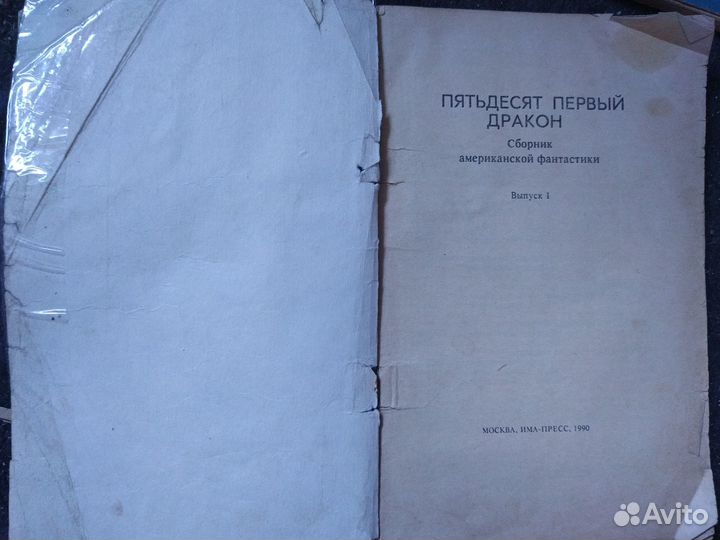 ПЯТЬДЕСЯТ ПЕРВЫЙ
ДРАКОН
Сборник
американской фантастики
Выпуск 1
МОСКВА, ИМА-ПРЕСС, 1990
Avito